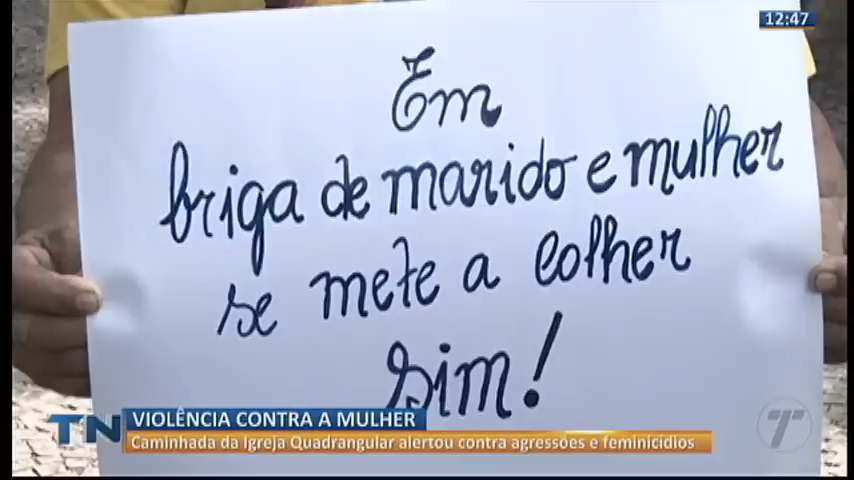 12:47
Em
briga de marido e mulher
se mete a colher
sim!
TN
VIOLÊNCIA CONTRA A MULHER
Caminhada da Igreja Quadrangular alertou contra agressões e feminicídios
T